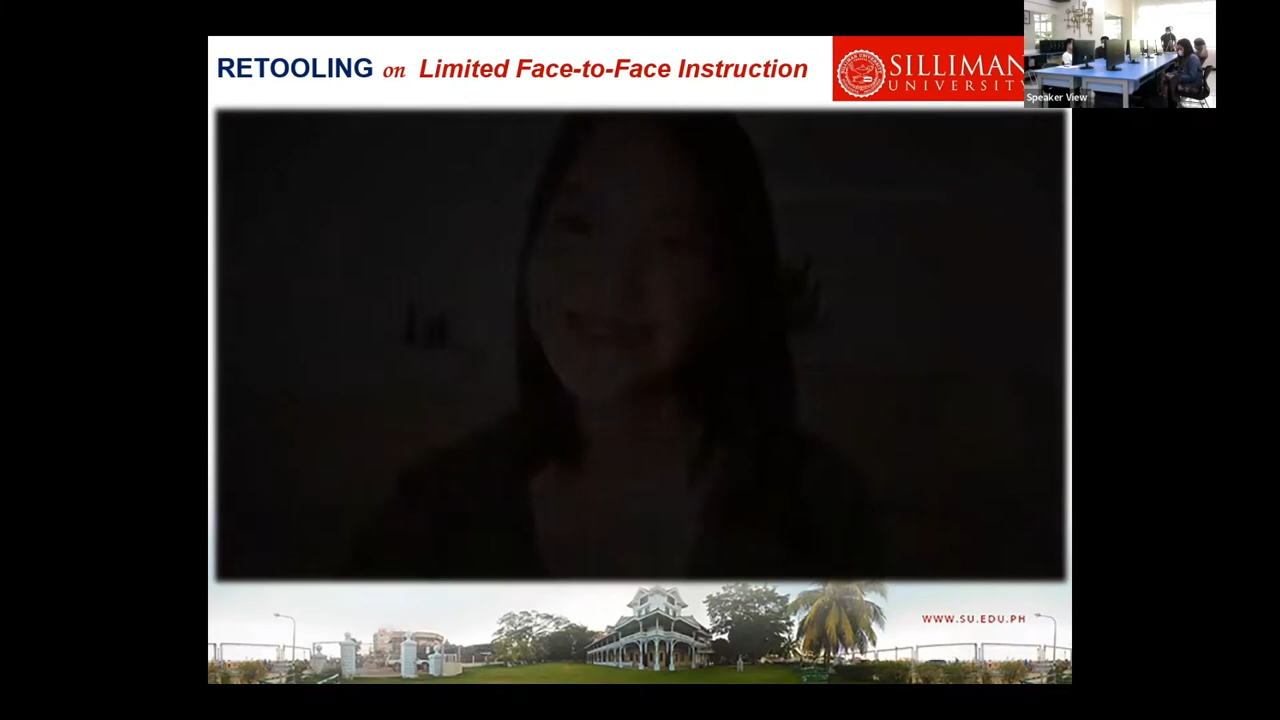 RETOOLING on Limited Face-to-Face Instruction
SILLIMAN
UNIVERSITY
Speaker View
WWW.SU.EDU.PH